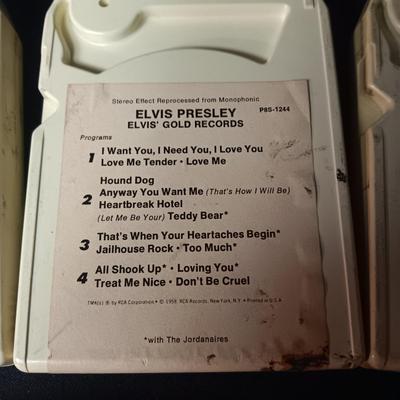 Stereo Effect Reprocessed from Monophonic
ELVIS PRESLEY P8S-1244
ELVIS' GOLD RECORDS
Programs
1 I Want You, I Need You, I Love You
Love Me Tender • Love Me
Hound Dog
2 Anyway You Want Me (That's How I Will Be)
Heartbreak Hotel
(Let Me Be Your) Teddy Bear*
3 That's When Your Heartaches Begin*
Jailhouse Rock • Too Much*
4 All Shook Up* • Loving You*
Treat Me Nice • Don't Be Cruel
TMK(s) ® by RCA Corporation • © 1958, RCA Records, New York, N.Y. • Printed in U.S.A.
*with The Jordanaires